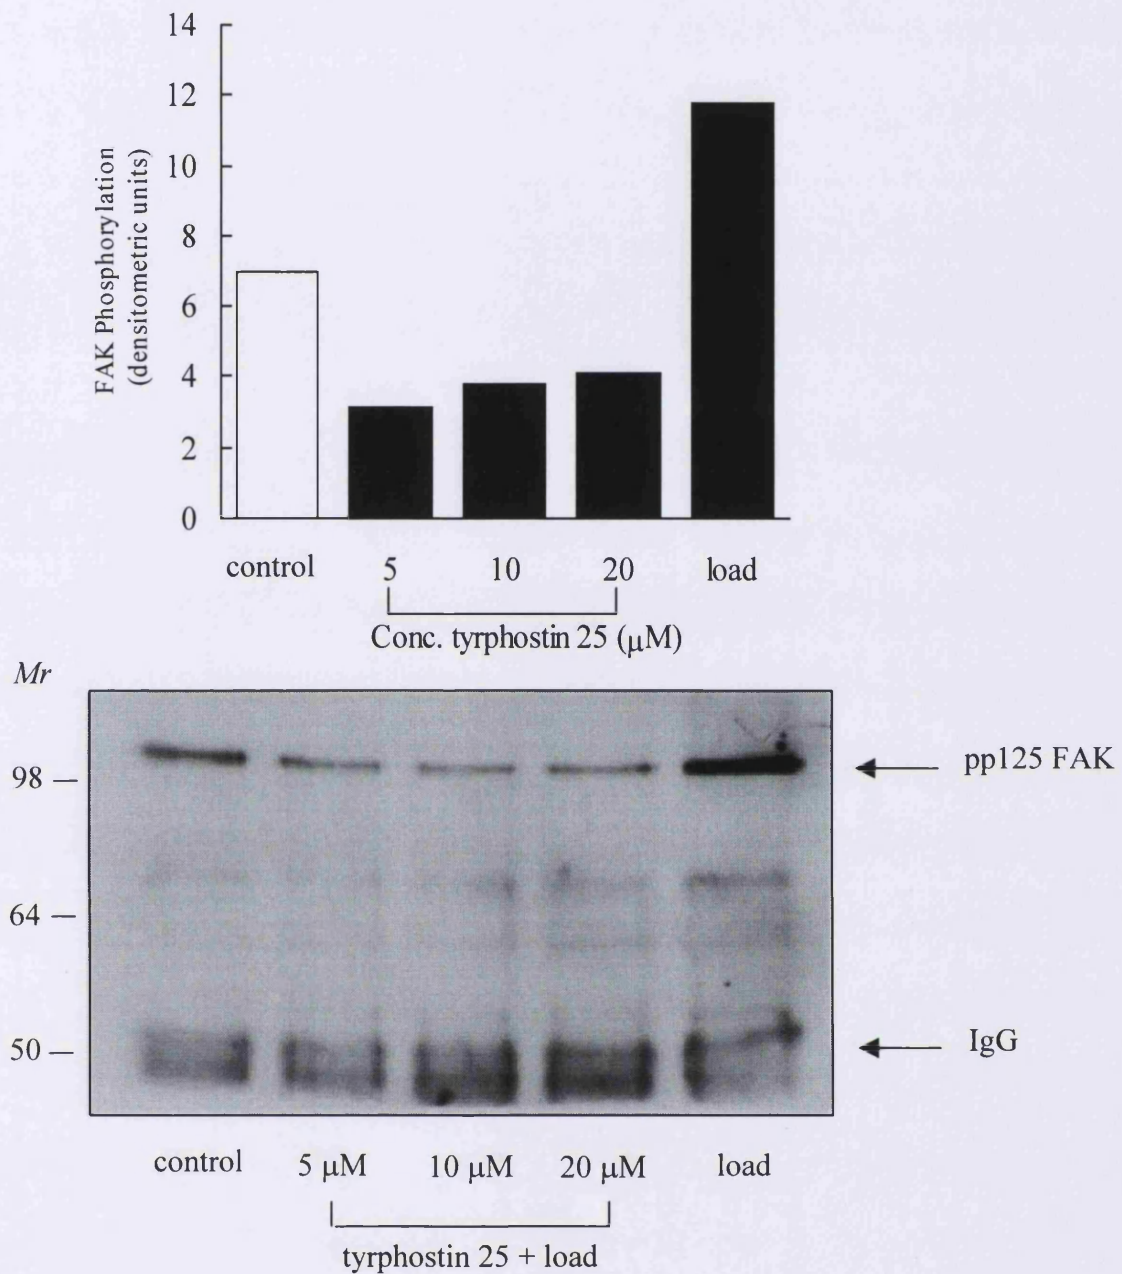 14
12
10
8
6
4
2
0
FAK Phosphorylation
(densitometric units)
control 5 10 20 load
Conc. tyrphostin 25 (μM)
Mr
98
64
50
pp125 FAK
IgG
control 5 μM 10 μM 20 μM load
tyrphostin 25 + load